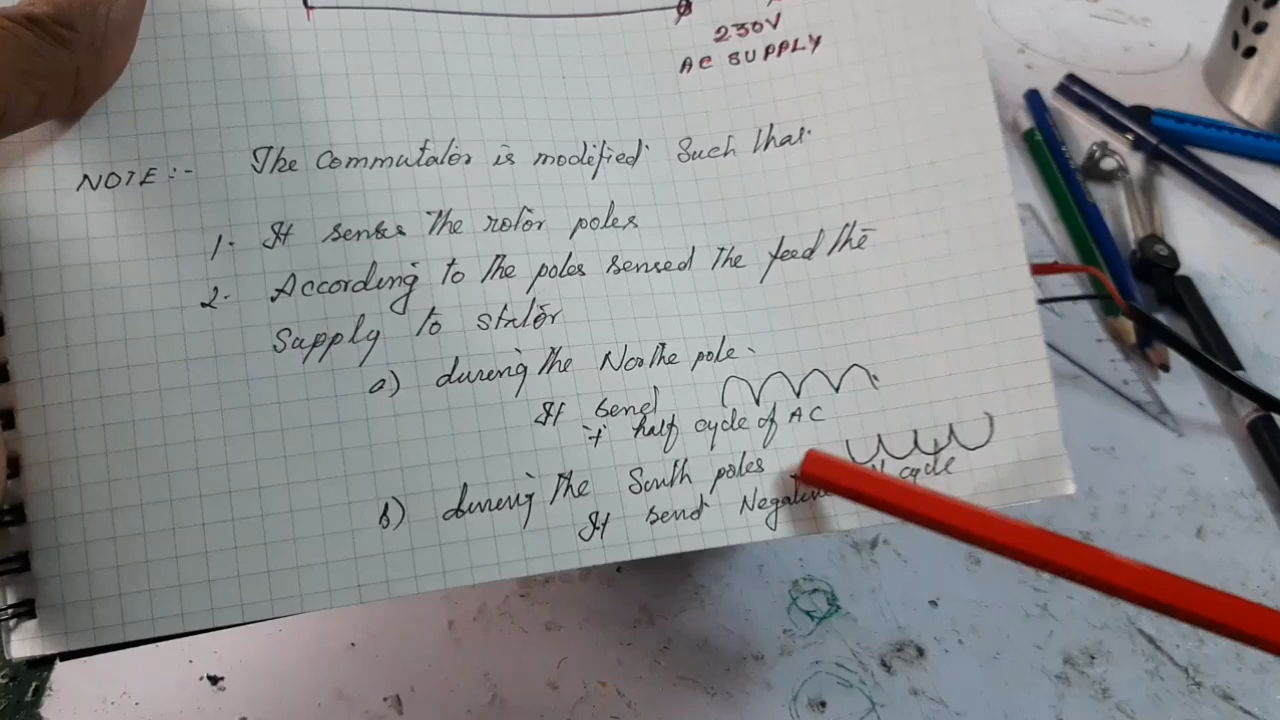 230V
AC SUPPLY
NOTE :- The Commutator is modified Such that
1. It senses The rotor poles
2. According to The poles sensed The feed The
Supply to stator
a) during The Northe pole.
It send
+ half cycle of AC
b) during The South poles
It send Negative cycle